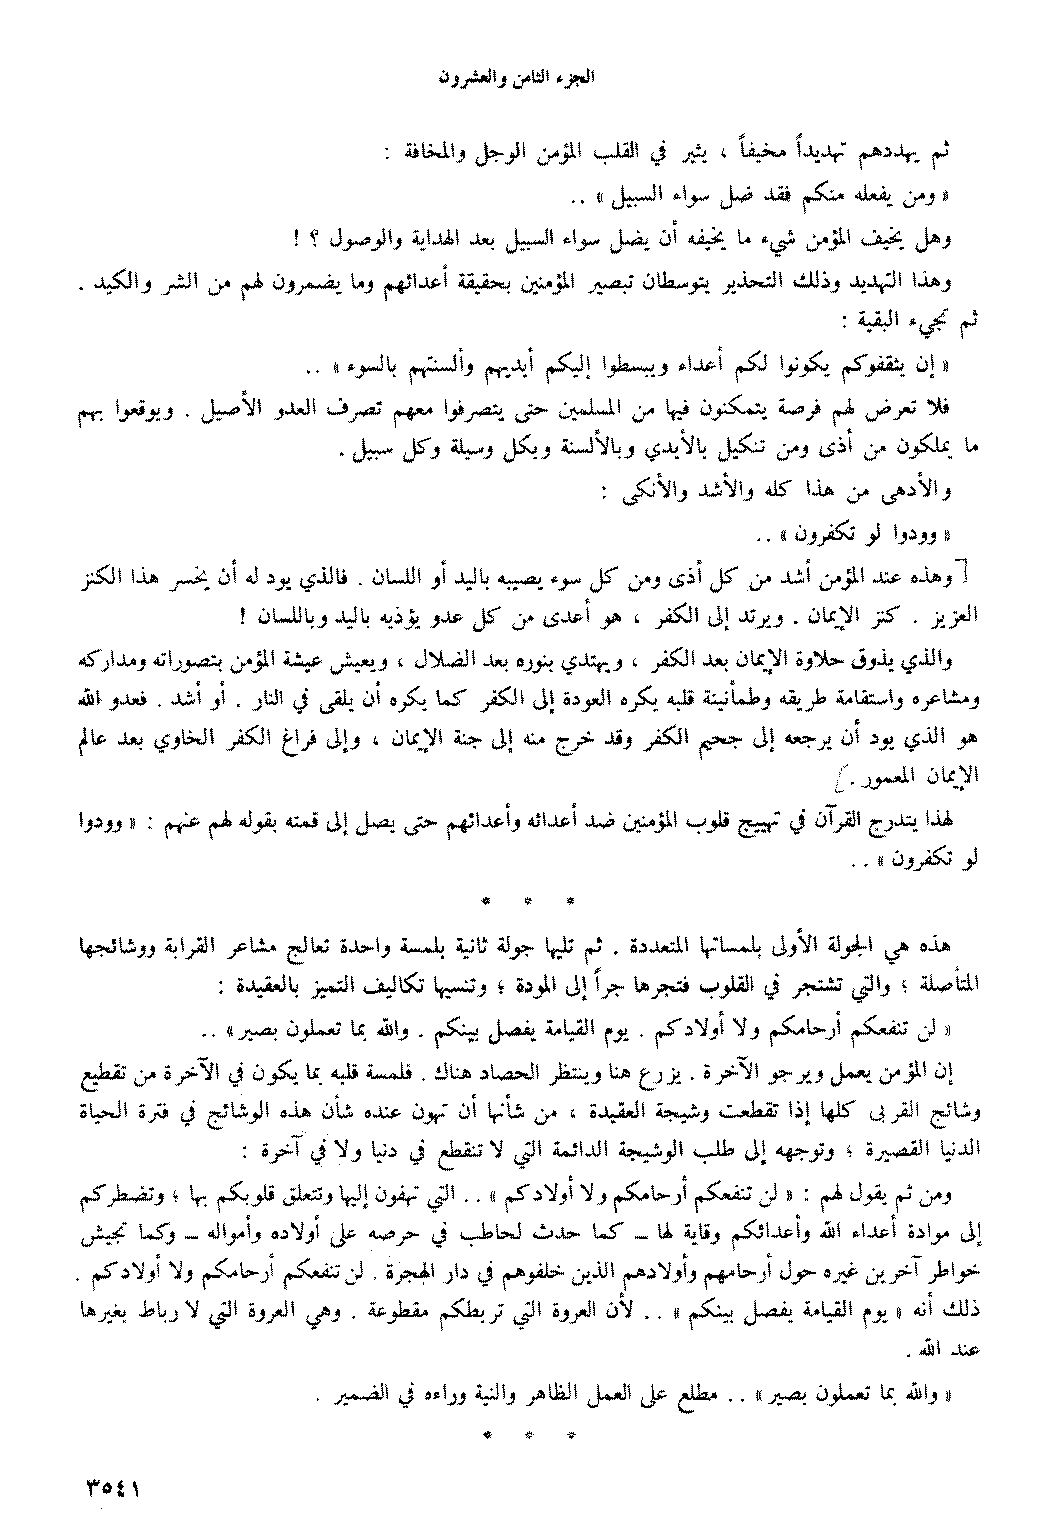 الجزء الثامن والعشرون
ثم يهددهم تهديداً مخيفاً ، يثير في القلب المؤمن الوجل والمخافة :
« ومن يفعله منكم فقد ضل سواء السبيل » ..
وهل يخيف المؤمن شيء ما يخيفه أن يضل سواء السبيل بعد الهداية والوصول ؟ !
وهذا التهديد وذلك التحذير يتوسطان تبصير المؤمنين بحقيقة أعدائهم وما يضمرون لهم من الشر والكيد .
ثم تجيء البقية :
« إن يثقفوكم يكونوا لكم أعداء ويبسطوا إليكم أيديهم وألسنتهم بالسوء » ..
فلا تعرض لهم فرصة يتمكنون فيها من المسلمين حتى يتصرفوا معهم تصرف العدو الأصيل . ويوقعوا بهم
ما يملكون من أذى ومن تنكيل بالأيدي وبالألسنة وبكل وسيلة وكل سبيل .
والأدهى من هذا كله والأشد والأنكى :
« وودوا لو تكفرون » ..
[ وهذه عند المؤمن أشد من كل أذى ومن كل سوء يصيبه باليد أو اللسان . فالذي يود له أن يخسر هذا الكنز
العزيز . كنز الإيمان . ويرتد إلى الكفر ، هو أعدى من كل عدو يؤذيه باليد وباللسان !
والذي يذوق حلاوة الإيمان بعد الكفر ، ويهتدي بنوره بعد الضلال ، ويعيش عيشة المؤمن بتصوراته ومداركه
ومشاعره واستقامة طريقه وطمأنينة قلبه يكره العودة إلى الكفر كما يكره أن يلقى في النار . أو أشد . فعدو الله
هو الذي يود أن يرجعه إلى جحيم الكفر وقد خرج منه إلى جنة الإيمان ، وإلى فراغ الكفر الخاوي بعد عالم
الإيمان المعمور . ]
لهذا يتدرج القرآن في تهييج قلوب المؤمنين ضد أعدائه وأعدائهم حتى يصل إلى قمته بقوله لهم عنهم : « وودوا
لو تكفرون » ..
* * *
هذه هي الجولة الأولى بلمساتها المتعددة . ثم تليها جولة ثانية بلمسة واحدة تعالج مشاعر القرابة ووشائجها
المتأصلة ؛ والتي تشتجر في القلوب فتجرها جراً إلى المودة ؛ وتنسيها تكاليف التميز بالعقيدة :
« لن تنفعكم أرحامكم ولا أولادكم . يوم القيامة يفصل بينكم . والله بما تعملون بصير » ..
إن المؤمن يعمل ويرجو الآخرة . يزرع هنا وينتظر الحصاد هناك . فلمسة قلبه بما يكون في الآخرة من تقطيع
وشائج القربى كلها إذا تقطعت وشيجة العقيدة ، من شأنها أن تهون عنده شأن هذه الوشائج في فترة الحياة
الدنيا القصيرة ؛ وتوجهه إلى طلب الوشيجة الدائمة التي لا تنقطع في دنيا ولا في آخرة :
ومن ثم يقول لهم : « لن تنفعكم أرحامكم ولا أولادكم » .. التي تهفون إليها وتتعلق قلوبكم بها ؛ وتضطركم
إلى موادة أعداء الله وأعدائكم وقاية لها – كما حدث لحاطب في حرصه على أولاده وأمواله – وكما تجيش
خواطر آخرين غيره حول أرحامهم وأولادهم الذين خلفوهم في دار الهجرة . لن تنفعكم أرحامكم ولا أولادكم .
ذلك أنه « يوم القيامة يفصل بينكم » .. لأن العروة التي تربطكم مقطوعة . وهي العروة التي لا رباط بغيرها
عند الله .
« والله بما تعملون بصير » .. مطلع على العمل الظاهر والنية وراءه في الضمير .
* * *
٣٥٤١